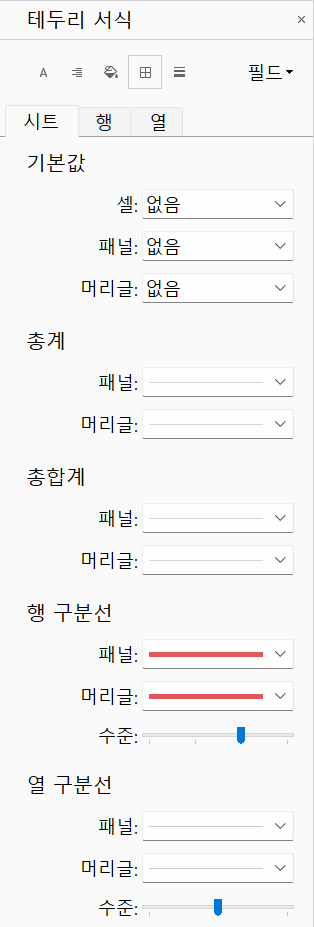 테두리 서식
A
필드
시트 행 열
기본값
셀: 없음
패널: 없음
머리글: 없음
총계
패널:
머리글:
총합계
패널:
머리글:
행 구분선
패널:
머리글:
수준:
열 구분선
패널:
머리글:
수준: